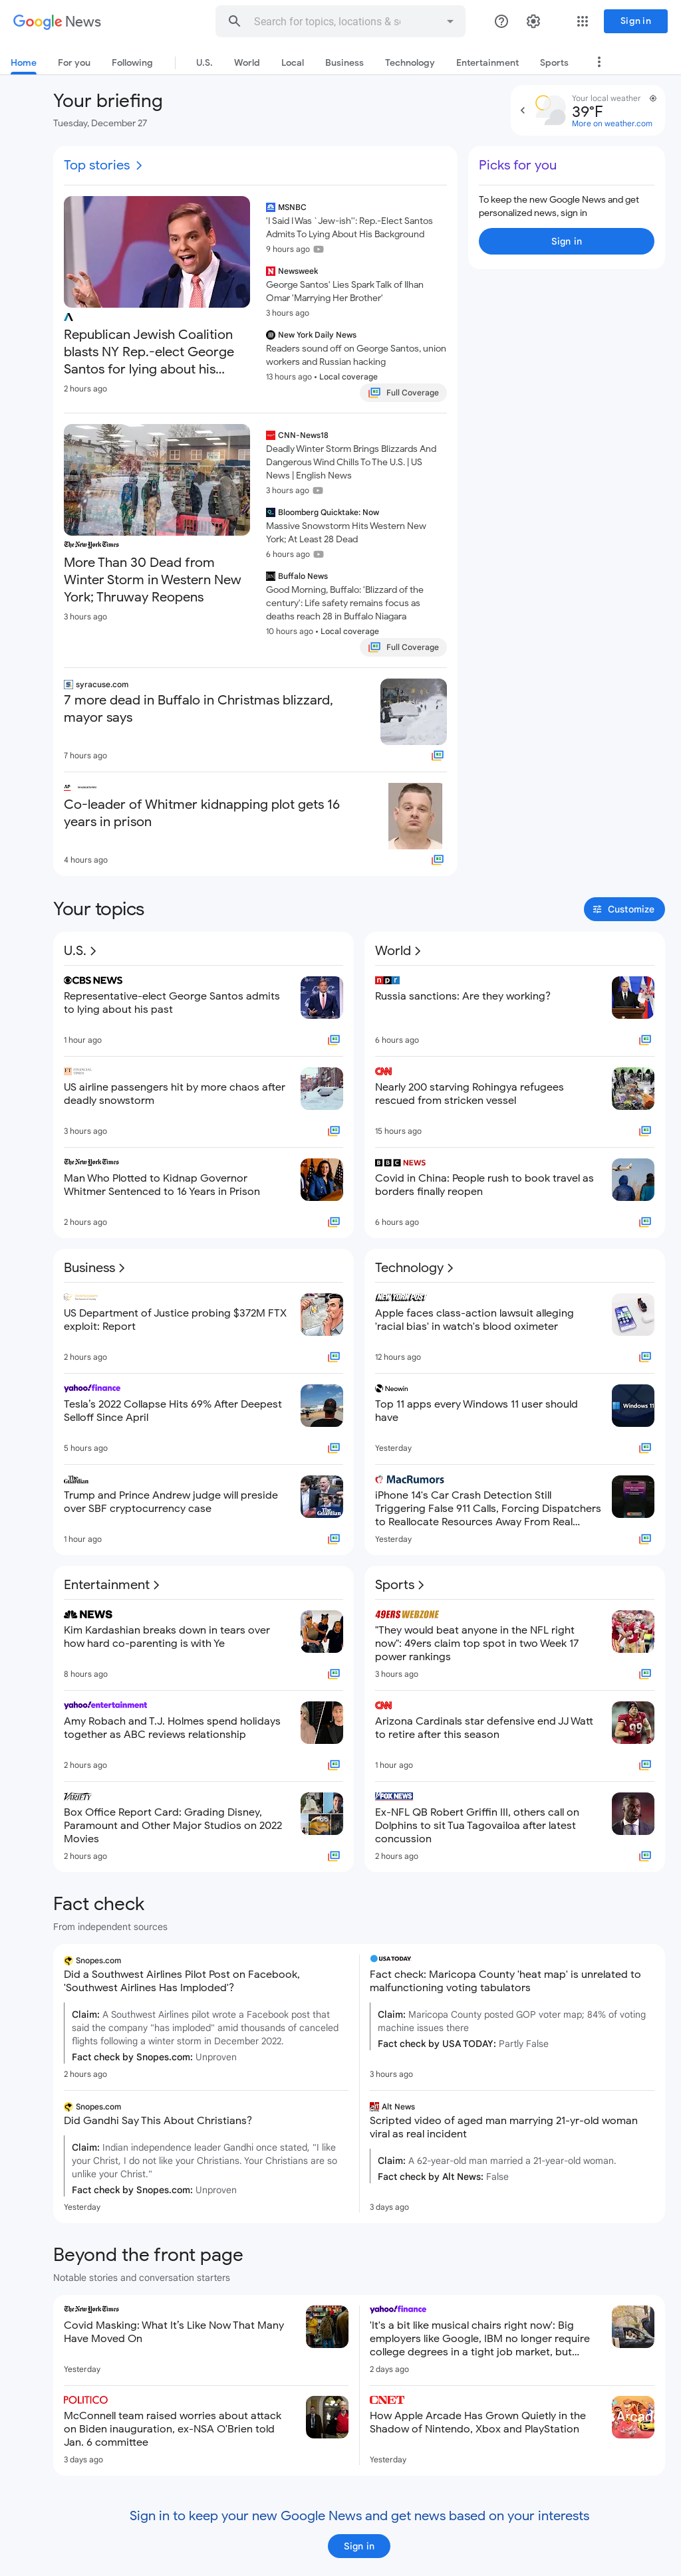 Google News
Search for topics, locations & sc
Sign in
Home
For you
Following
U.S.
World
Local
Business
Technology
Entertainment
Sports
Your briefing
Tuesday, December 27
Your local weather
39°F
More on weather.com
Top stories
Republican Jewish Coalition
blasts NY Rep.-elect George
Santos for lying about his...
2 hours ago
MSNBC
'I Said I Was `Jew-ish'': Rep.-Elect Santos
Admits To Lying About His Background
9 hours ago
Newsweek
George Santos' Lies Spark Talk of Ilhan
Omar 'Marrying Her Brother'
3 hours ago
New York Daily News
Readers sound off on George Santos, union
workers and Russian hacking
13 hours ago • Local coverage
Full Coverage
Picks for you
To keep the new Google News and get
personalized news, sign in
Sign in
The New York Times
More Than 30 Dead from
Winter Storm in Western New
York; Thruway Reopens
3 hours ago
CNN-News18
Deadly Winter Storm Brings Blizzards And
Dangerous Wind Chills To The U.S. | US
News | English News
3 hours ago
Bloomberg Quicktake: Now
Massive Snowstorm Hits Western New
York; At Least 28 Dead
6 hours ago
Buffalo News
Good Morning, Buffalo: 'Blizzard of the
century': Life safety remains focus as
deaths reach 28 in Buffalo Niagara
10 hours ago • Local coverage
Full Coverage
syracuse.com
7 more dead in Buffalo in Christmas blizzard,
mayor says
7 hours ago
AP
Co-leader of Whitmer kidnapping plot gets 16
years in prison
4 hours ago
Your topics
Customize
U.S.
CBS NEWS
Representative-elect George Santos admits
to lying about his past
1 hour ago
FT FINANCIAL TIMES
US airline passengers hit by more chaos after
deadly snowstorm
3 hours ago
The New York Times
Man Who Plotted to Kidnap Governor
Whitmer Sentenced to 16 Years in Prison
2 hours ago
World
npr
Russia sanctions: Are they working?
6 hours ago
CNN
Nearly 200 starving Rohingya refugees
rescued from stricken vessel
15 hours ago
BBC NEWS
Covid in China: People rush to book travel as
borders finally reopen
6 hours ago
Business
US Department of Justice probing $372M FTX
exploit: Report
2 hours ago
yahoo!finance
Tesla's 2022 Collapse Hits 69% After Deepest
Selloff Since April
5 hours ago
The Guardian
Trump and Prince Andrew judge will preside
over SBF cryptocurrency case
The Guardian
1 hour ago
Technology
NEW YORK POST
Apple faces class-action lawsuit alleging
'racial bias' in watch's blood oximeter
12 hours ago
Neowin
Top 11 apps every Windows 11 user should
have
Windows 11
Yesterday
MacRumors
iPhone 14's Car Crash Detection Still
Triggering False 911 Calls, Forcing Dispatchers
to Reallocate Resources Away From Real...
Yesterday
Entertainment
NEWS
Kim Kardashian breaks down in tears over
how hard co-parenting is with Ye
8 hours ago
yahoo!entertainment
Amy Robach and T.J. Holmes spend holidays
together as ABC reviews relationship
2 hours ago
VARIETY
Box Office Report Card: Grading Disney,
Paramount and Other Major Studios on 2022
Movies
2 hours ago
Sports
49ERS WEBZONE
"They would beat anyone in the NFL right
now": 49ers claim top spot in two Week 17
power rankings
3 hours ago
CNN
Arizona Cardinals star defensive end JJ Watt
to retire after this season
99
1 hour ago
FOX NEWS
Ex-NFL QB Robert Griffin III, others call on
Dolphins to sit Tua Tagovailoa after latest
concussion
2 hours ago
Fact check
From independent sources
Snopes.com
Did a Southwest Airlines Pilot Post on Facebook,
'Southwest Airlines Has Imploded'?
Claim: A Southwest Airlines pilot wrote a Facebook post that
said the company "has imploded" amid thousands of canceled
flights following a winter storm in December 2022.
Fact check by Snopes.com: Unproven
2 hours ago
USA TODAY
Fact check: Maricopa County 'heat map' is unrelated to
malfunctioning voting tabulators
Claim: Maricopa County posted GOP voter map; 84% of voting
machine issues there
Fact check by USA TODAY: Partly False
3 hours ago
Snopes.com
Did Gandhi Say This About Christians?
Claim: Indian independence leader Gandhi once stated, "I like
your Christ, I do not like your Christians. Your Christians are so
unlike your Christ."
Fact check by Snopes.com: Unproven
Yesterday
Alt News
Scripted video of aged man marrying 21-yr-old woman
viral as real incident
Claim: A 62-year-old man married a 21-year-old woman.
Fact check by Alt News: False
3 days ago
Beyond the front page
Notable stories and conversation starters
The New York Times
Covid Masking: What It's Like Now That Many
Have Moved On
Yesterday
yahoo!finance
'It's a bit like musical chairs right now': Big
employers like Google, IBM no longer require
college degrees in a tight job market, but...
2 days ago
POLITICO
McConnell team raised worries about attack
on Biden inauguration, ex-NSA O'Brien told
Jan. 6 committee
3 days ago
CNET
How Apple Arcade Has Grown Quietly in the
Shadow of Nintendo, Xbox and PlayStation
Arcad
Yesterday
Sign in to keep your new Google News and get news based on your interests
Sign in